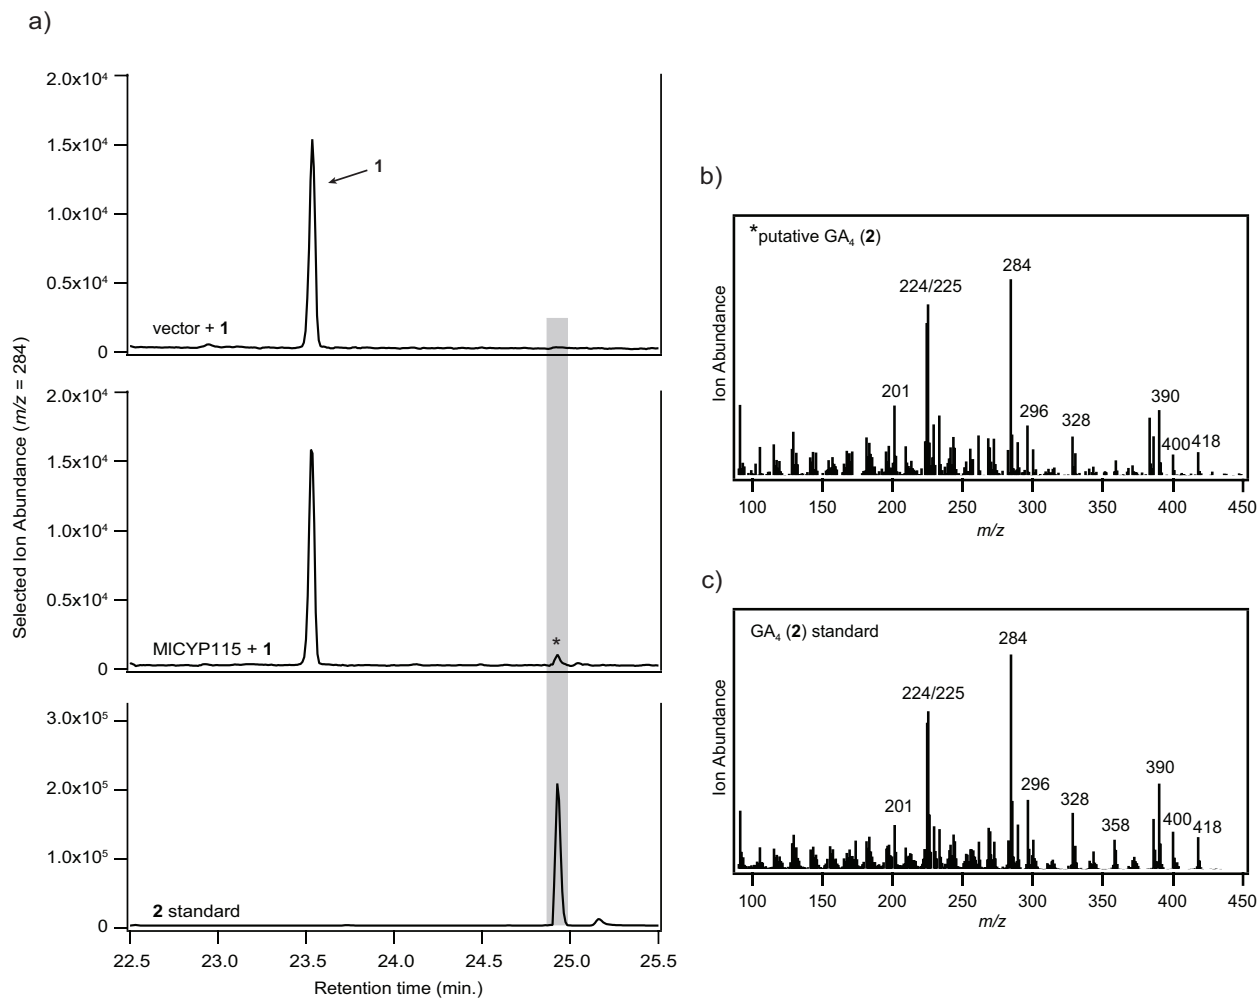 a)
Selected Ion Abundance (m/z = 284)
2.0x10⁴
1.5x10⁴
1.0x10⁴
0.5x10⁴
0
1
vector + 1
2.0x10⁴
1.5x10⁴
1.0x10⁴
0.5x10⁴
0
*
MlCYP115 + 1
3.0x10⁵
2.0x10⁵
1.0x10⁵
0
2 standard
22.5 23.0 23.5 24.0 24.5 25.0 25.5
Retention time (min.)
b)
Ion Abundance
*putative GA₄ (2)
284
224/225
201
296
328
390
400
418
100 150 200 250 300 350 400 450
m/z
c)
Ion Abundance
GA₄ (2) standard
284
224/225
201
296
328
358
390
400
418
100 150 200 250 300 350 400 450
m/z